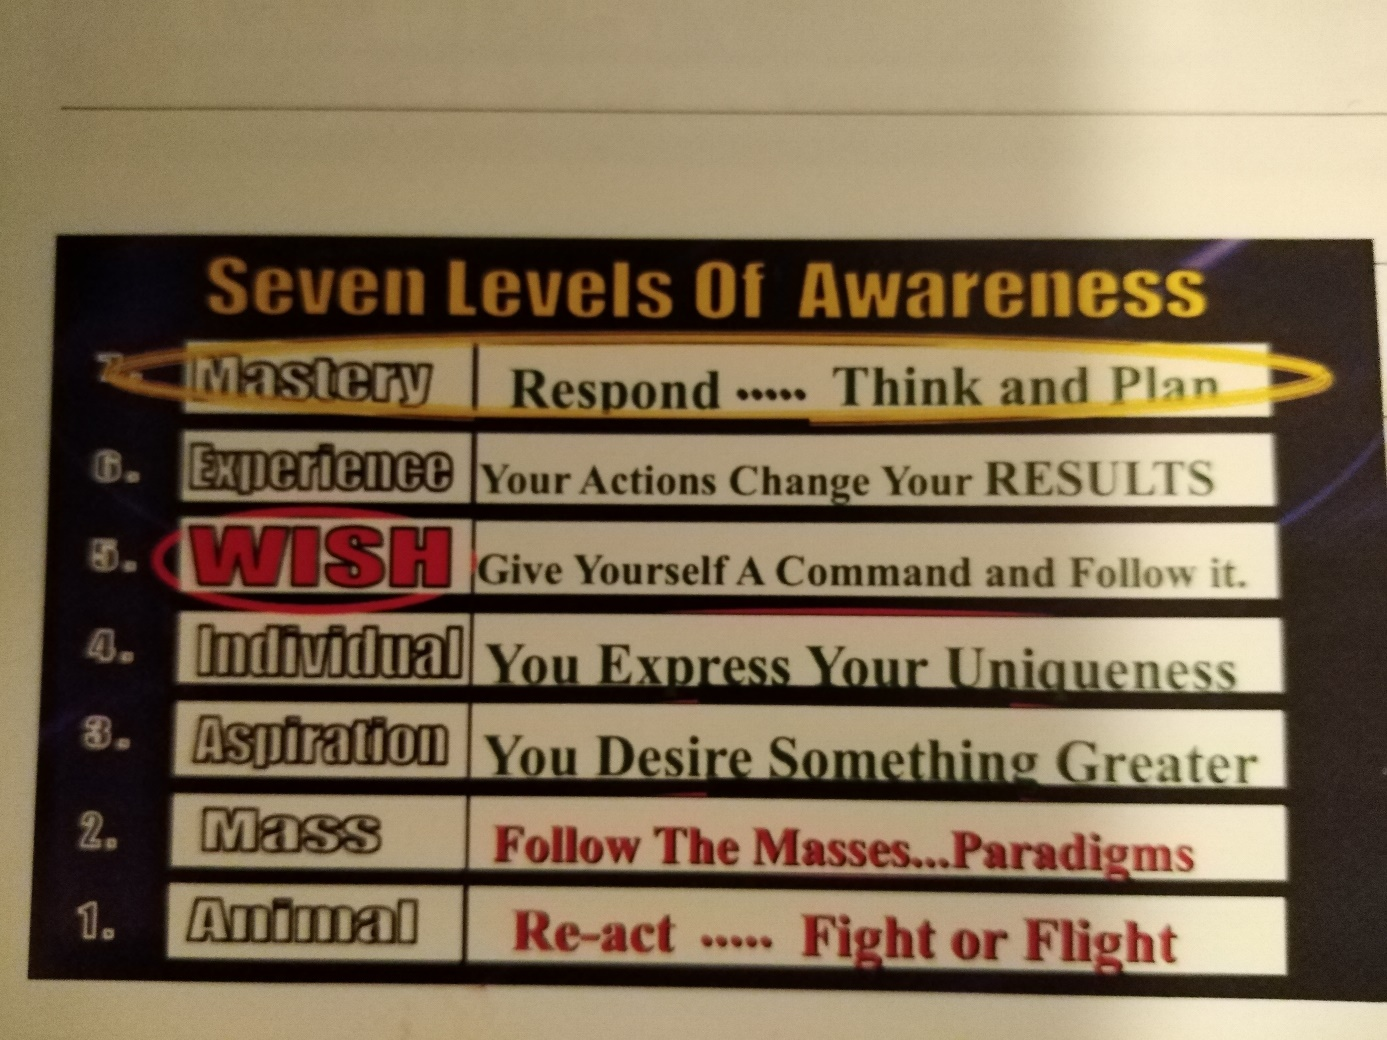 Seven Levels Of Awareness
7. Mastery Respond ..... Think and Plan
6. Experience Your Actions Change Your RESULTS
5. WISH Give Yourself A Command and Follow it.
4. Individual You Express Your Uniqueness
3. Aspiration You Desire Something Greater
2. Mass Follow The Masses...Paradigms
1. Animal Re-act ..... Fight or Flight